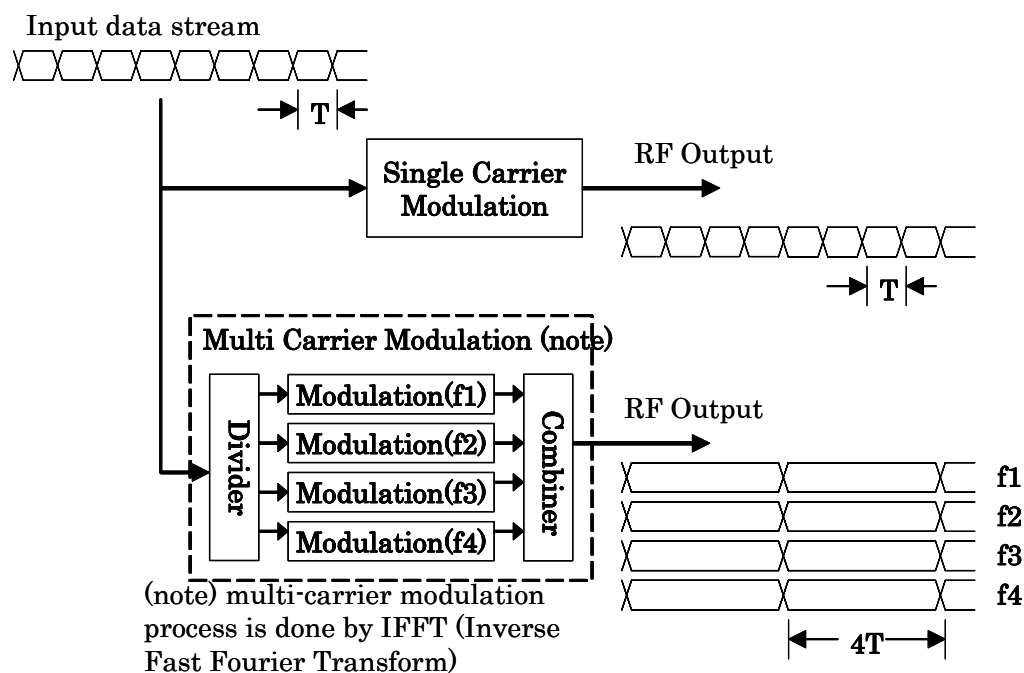 Input data stream
T
Single Carrier
Modulation
RF Output
T
Multi Carrier Modulation (note)
Divider
Modulation(f1)
Modulation(f2)
Modulation(f3)
Modulation(f4)
Combiner
RF Output
f1
f2
f3
f4
4T
(note) multi-carrier modulation
process is done by IFFT (Inverse
Fast Fourier Transform)